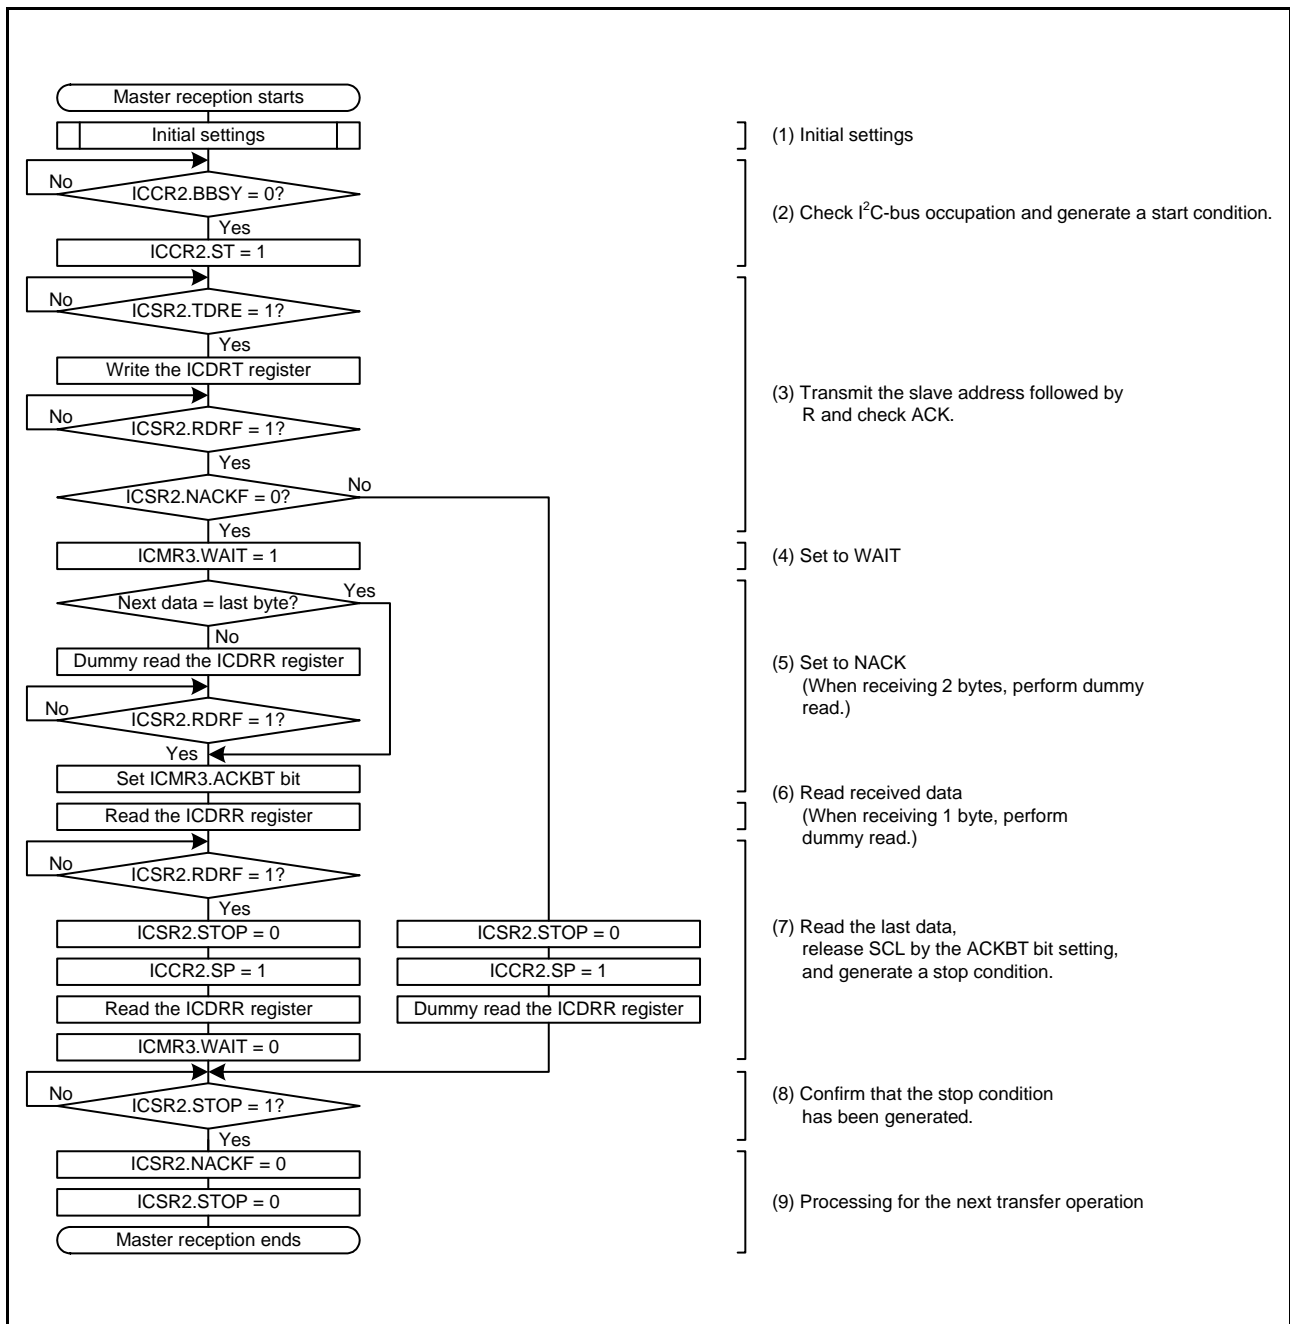 Master reception starts
Initial settings
(1) Initial settings
No
ICCR2.BBSY = 0?
Yes
(2) Check I²C-bus occupation and generate a start condition.
ICCR2.ST = 1
No
ICSR2.TDRE = 1?
Yes
Write the ICDRT register
(3) Transmit the slave address followed by
R and check ACK.
No
ICSR2.RDRF = 1?
Yes
ICSR2.NACKF = 0?
No
Yes
ICMR3.WAIT = 1
(4) Set to WAIT
Next data = last byte?
Yes
No
Dummy read the ICDRR register
(5) Set to NACK
(When receiving 2 bytes, perform dummy
read.)
No
ICSR2.RDRF = 1?
Yes
Set ICMR3.ACKBT bit
(6) Read received data
(When receiving 1 byte, perform
dummy read.)
Read the ICDRR register
No
ICSR2.RDRF = 1?
Yes
ICSR2.STOP = 0
ICCR2.SP = 1
Read the ICDRR register
ICMR3.WAIT = 0
ICSR2.STOP = 0
ICCR2.SP = 1
Dummy read the ICDRR register
(7) Read the last data,
release SCL by the ACKBT bit setting,
and generate a stop condition.
No
ICSR2.STOP = 1?
Yes
(8) Confirm that the stop condition
has been generated.
ICSR2.NACKF = 0
ICSR2.STOP = 0
(9) Processing for the next transfer operation
Master reception ends